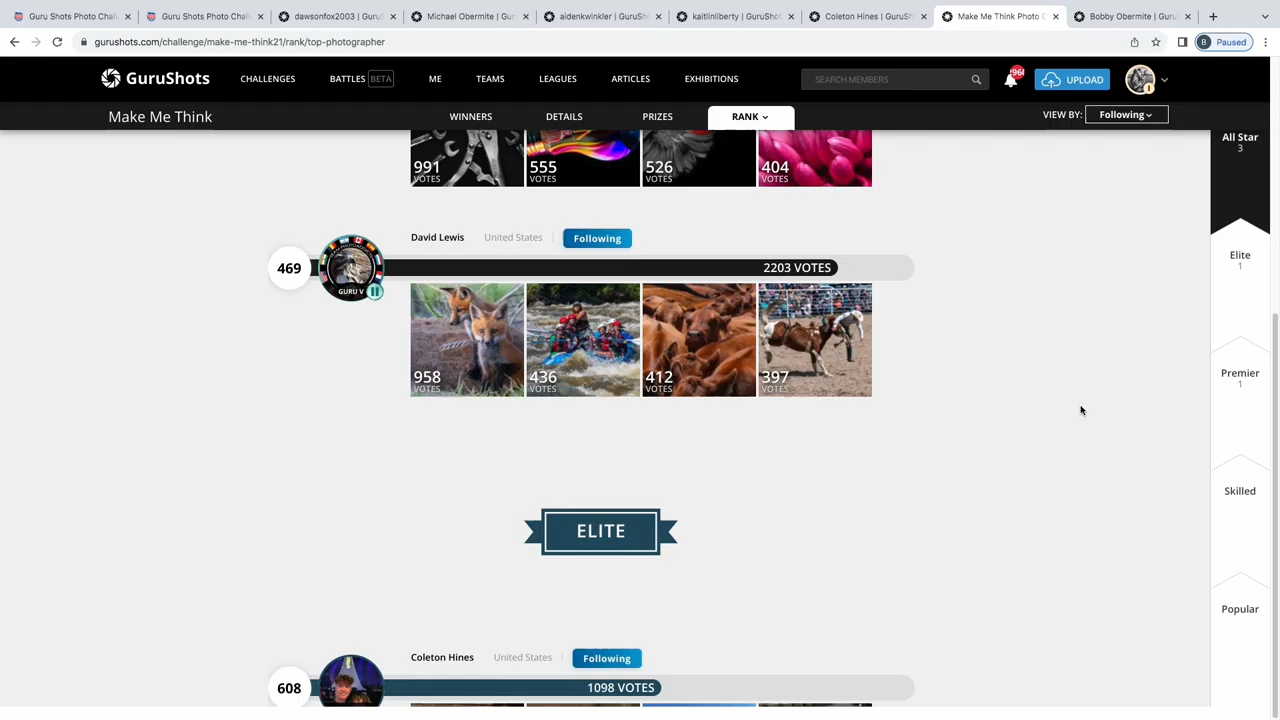 Guru Shots Photo Chall
Guru Shots Photo Chall
dawsonfox2003 | GuruS
Michael Obermite | Guru
aidenkwinkler | GuruSh
kaitlinliberty | GuruShot
Coleton Hines | GuruSh
Make Me Think Photo C
Bobby Obermite | GuruS
gurushots.com/challenge/make-me-think21/rank/top-photographer
B Paused
GuruShots
CHALLENGES
BATTLES BETA
ME
TEAMS
LEAGUES
ARTICLES
EXHIBITIONS
SEARCH MEMBERS
UPLOAD
Make Me Think
WINNERS
DETAILS
PRIZES
RANK
VIEW BY: Following
991 VOTES
555 VOTES
526 VOTES
404 VOTES
All Star
3
David Lewis United States Following
469
GURU V
2203 VOTES
Elite
1
958 VOTES
436 VOTES
412 VOTES
397 VOTES
Premier
1
Skilled
ELITE
Popular
Coleton Hines United States Following
608
1098 VOTES